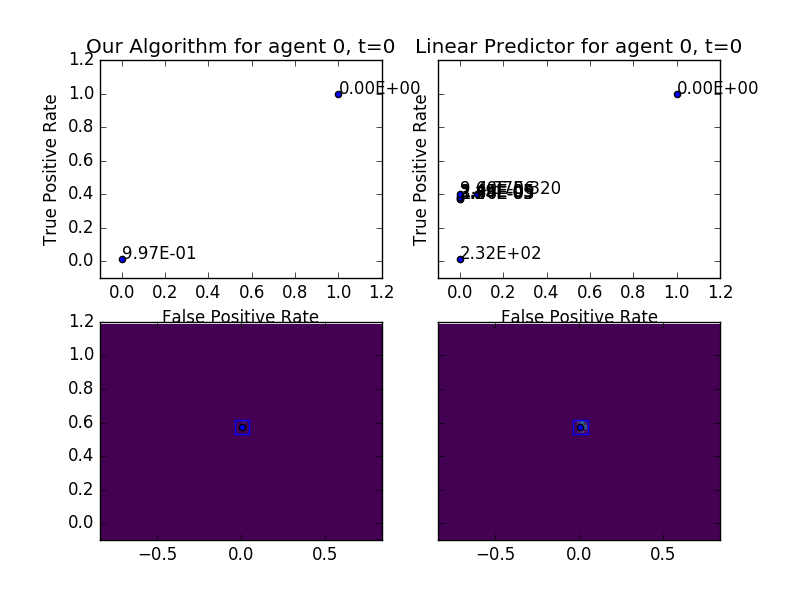 Our Algorithm for agent 0, t=0
Linear Predictor for agent 0, t=0
True Positive Rate
1.2
1.0
0.8
0.6
0.4
0.2
0.0
0.00E+00
9.97E-01
0.0 0.2 0.4 0.6 0.8 1.0 1.2
False Positive Rate
True Positive Rate
0.00E+00
2.32E+02
0.0 0.2 0.4 0.6 0.8 1.0 1.2
False Positive Rate
1.2
1.0
0.8
0.6
0.4
0.2
0.0
−0.5 0.0 0.5
−0.5 0.0 0.5